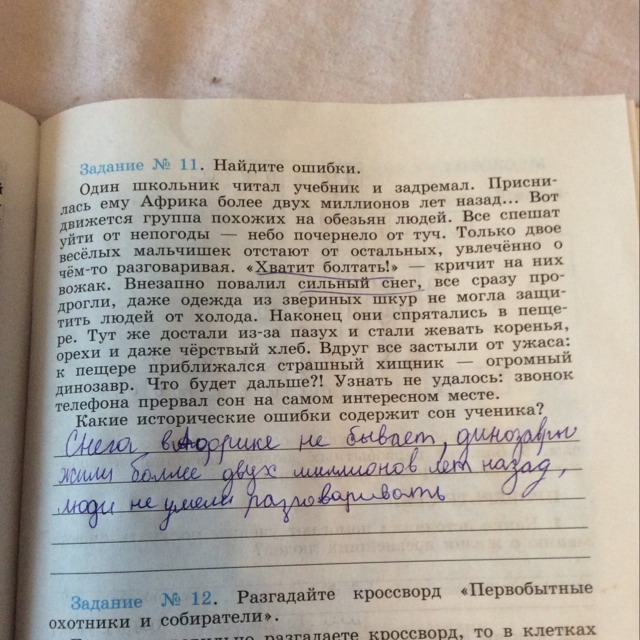 Задание № 11. Найдите ошибки.
Один школьник читал учебник и задремал. Присни-
лась ему Африка более двух миллионов лет назад... Вот
движется группа похожих на обезьян людей. Все спешат
уйти от непогоды — небо почернело от туч. Только двое
весёлых мальчишек отстают от остальных, увлечённо о
чём-то разговаривая. «Хватит болтать!» — кричит на них
вожак. Внезапно повалил сильный снег, все сразу про-
дрогли, даже одежда из звериных шкур не могла защи-
тить людей от холода. Наконец они спрятались в пеще-
ре. Тут же достали из-за пазух и стали жевать коренья,
орехи и даже чёрствый хлеб. Вдруг все застыли от ужаса:
к пещере приближался страшный хищник — огромный
динозавр. Что будет дальше?! Узнать не удалось: звонок
телефона прервал сон на самом интересном месте.
Какие исторические ошибки содержит сон ученика?
Снега в Африке не бывает, динозавры
жили боллее двух миллионов лет назад,
люди не умели разговаривать
Задание № 12. Разгадайте кроссворд «Первобытные
охотники и собиратели».
разгадаете кроссворд, то в клетках